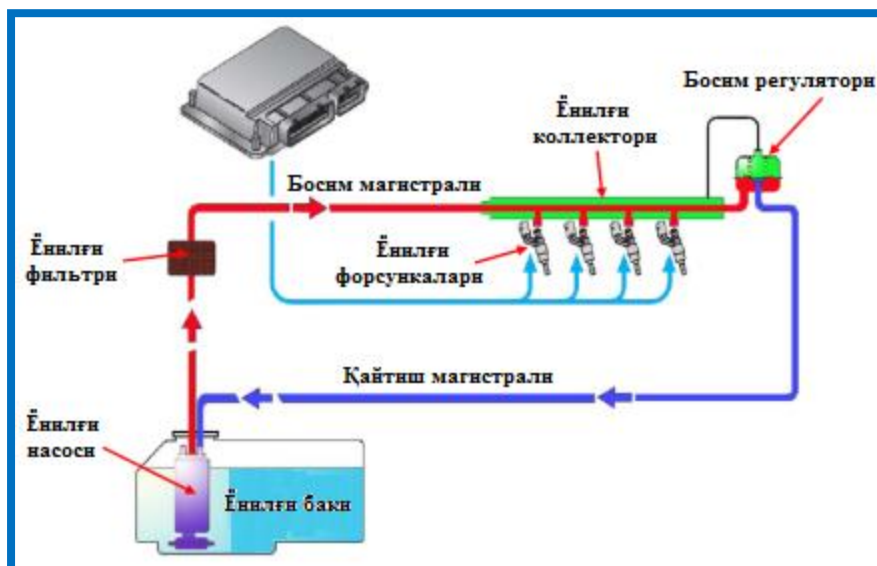 Босим регулятори
Ёнилғи
коллектори
Босим магистрали
Ёнилғи
фильтри
Ёнилғи
форсункалари
Қайтиш магистрали
Ёнилғи
насоси
Ёнилғи баки